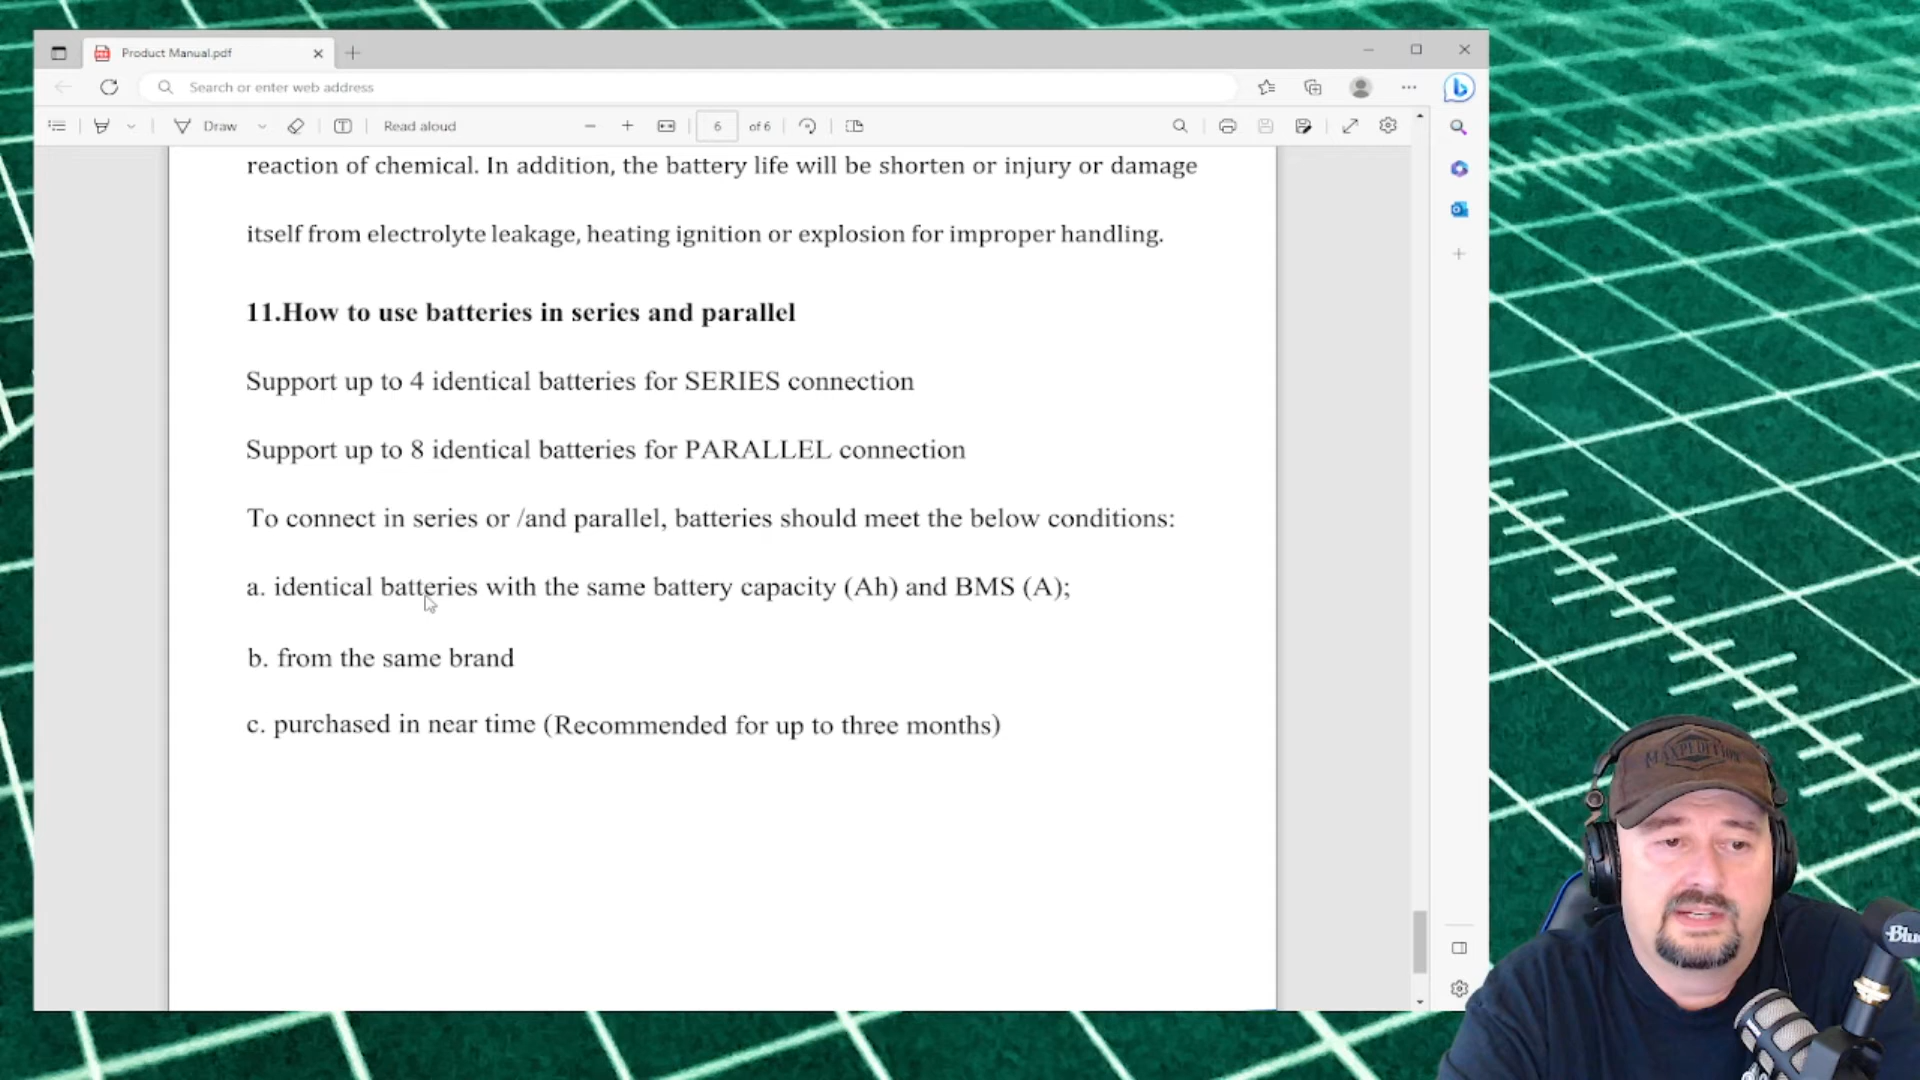 Product Manual.pdf
Search or enter web address
Draw
Read aloud
6 of 6
reaction of chemical. In addition, the battery life will be shorten or injury or damage
itself from electrolyte leakage, heating ignition or explosion for improper handling.
11.How to use batteries in series and parallel
Support up to 4 identical batteries for SERIES connection
Support up to 8 identical batteries for PARALLEL connection
To connect in series or /and parallel, batteries should meet the below conditions:
a. identical batteries with the same battery capacity (Ah) and BMS (A);
b. from the same brand
c. purchased in near time (Recommended for up to three months)
MAXPEDITION
Blu